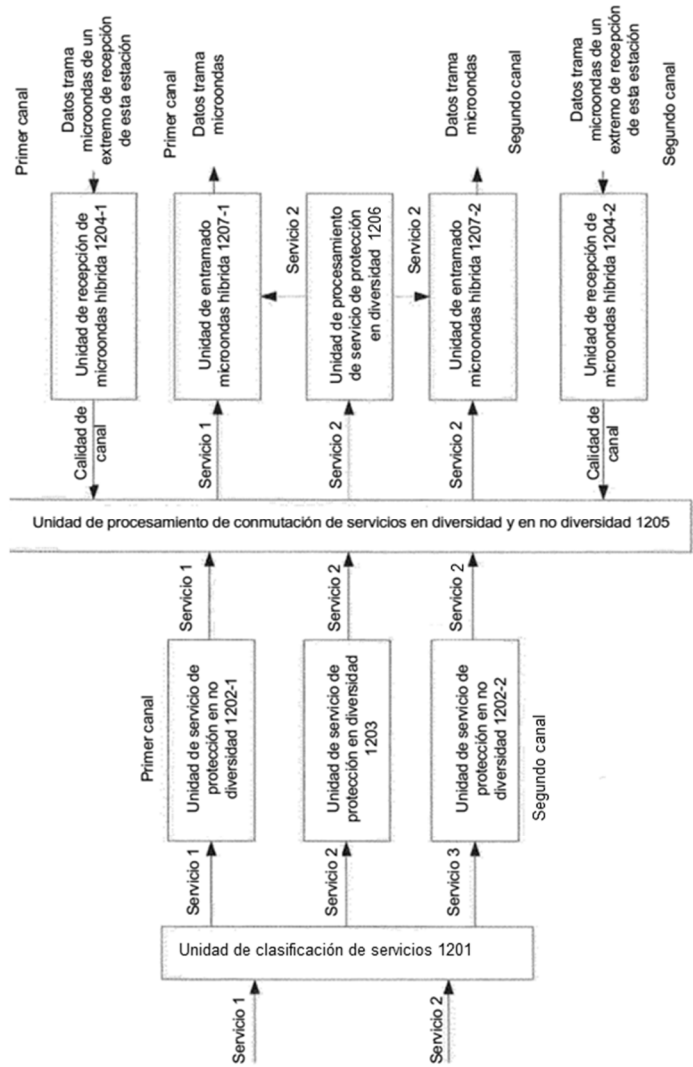 Servicio 1
Servicio 2
Unidad de clasificación de servicios 1201
Servicio 1
Servicio 2
Servicio 3
Primer canal
Unidad de servicio de
protección en no
diversidad 1202-1
Unidad de servicio de
protección en diversidad
1203
Unidad de servicio de
protección en no
diversidad 1202-2
Segundo canal
Servicio 1
Servicio 2
Servicio 2
Unidad de procesamiento de conmutación de servicios en diversidad y en no diversidad 1205
Calidad de
canal
Servicio 1
Servicio 2
Servicio 2
Calidad de
canal
Unidad de recepción de
microondas híbrida 1204-1
Unidad de entramado
microondas híbrida 1207-1
Servicio 2
Unidad de procesamiento
de servicio de protección
en diversidad 1206
Servicio 2
Unidad de entramado
microondas híbrida 1207-2
Unidad de recepción de
microondas híbrida 1204-2
Primer canal
Datos trama
microondas de un
extremo de recepción
de esta estación
Primer canal
Datos trama
microondas
Datos trama
microondas
Segundo canal
Datos trama
microondas de un
extremo de recepción
de esta estación
Segundo canal